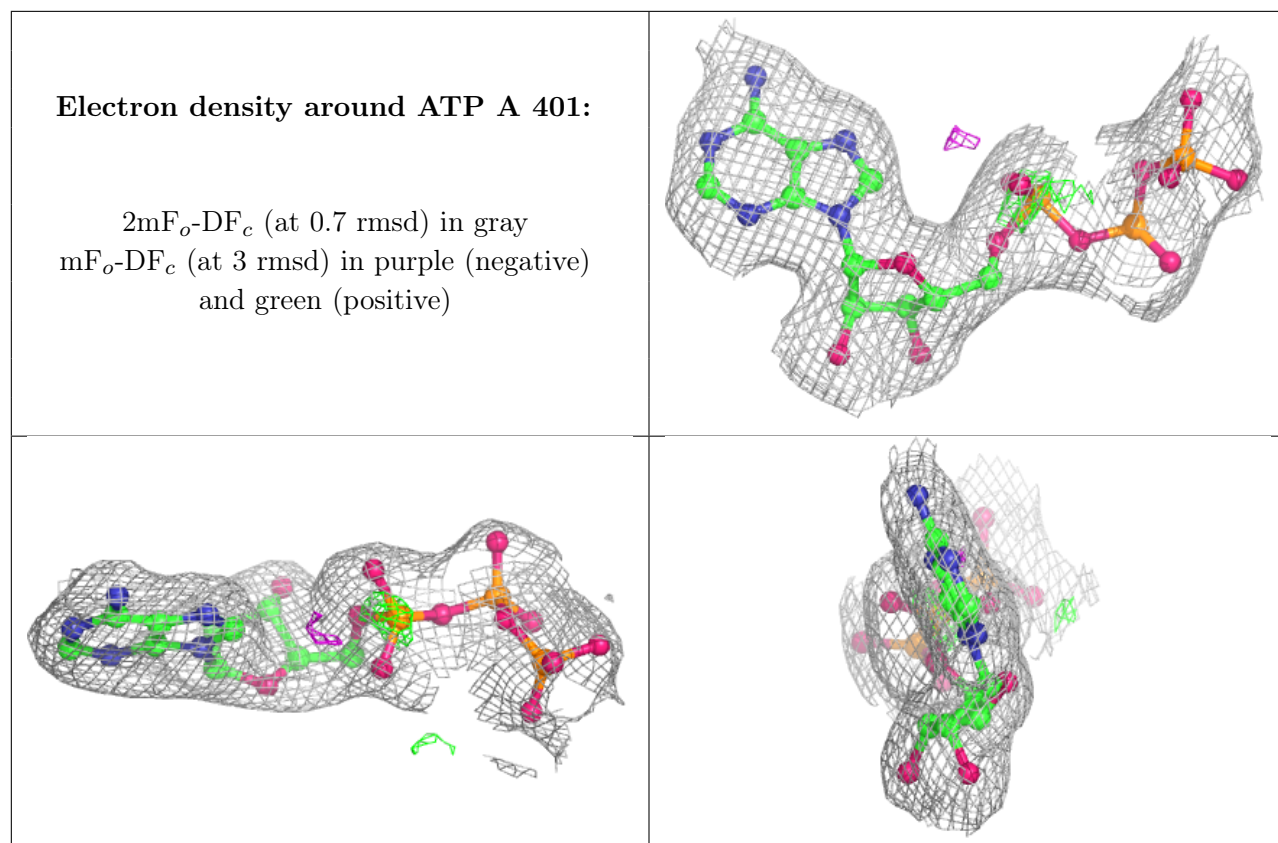 Electron density around ATP A 401:
2mFo-DFc (at 0.7 rmsd) in gray
mFo-DFc (at 3 rmsd) in purple (negative)
and green (positive)